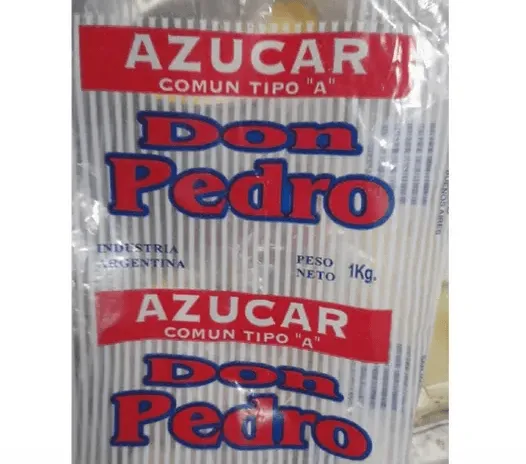 AZUCAR
COMUN TIPO "A"
Don
Pedro
INDUSTRIA
ARGENTINA
PESO
NETO 1Kg.
AZUCAR
COMUN TIPO "A"
Don
Pedro